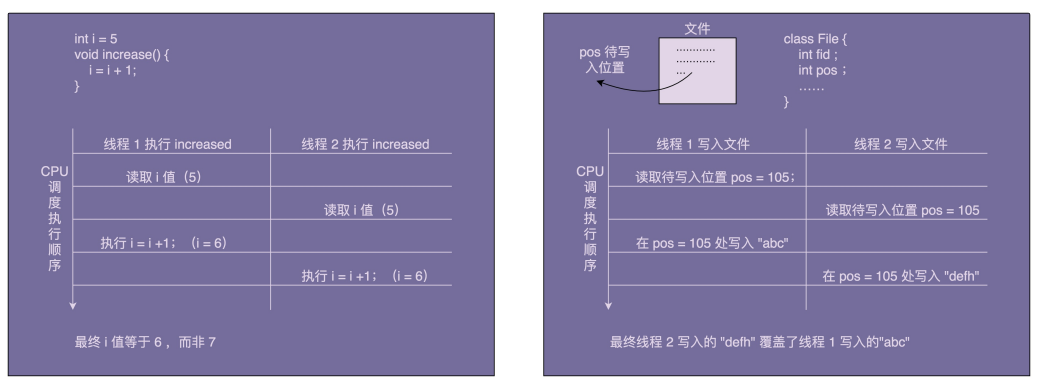 int i = 5
void increase() {
i = i + 1;
}
线程 1 执行 increased
线程 2 执行 increased
CPU
调
度
执
行
顺
序
读取 i 值（5）
读取 i 值（5）
执行 i = i +1；（i = 6）
执行 i = i +1；（i = 6）
最终 i 值等于 6 ，而非 7
文件
pos 待写
入位置
............
............
...
class File {
int fid ;
int pos ；
……
}
线程 1 写入文件
线程 2 写入文件
CPU
调
度
执
行
顺
序
读取待写入位置 pos = 105；
读取待写入位置 pos = 105
在 pos = 105 处写入 "abc"
在 pos = 105 处写入 "defh"
最终线程 2 写入的 "defh" 覆盖了线程 1 写入的"abc"